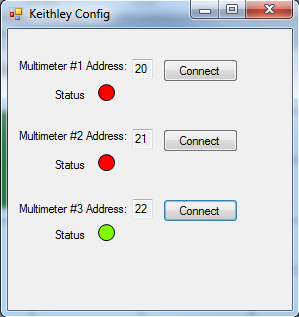 Keithley Config
Multimeter #1 Address: 20 Connect
Status
Multimeter #2 Address: 21 Connect
Status
Multimeter #3 Address: 22 Connect
Status